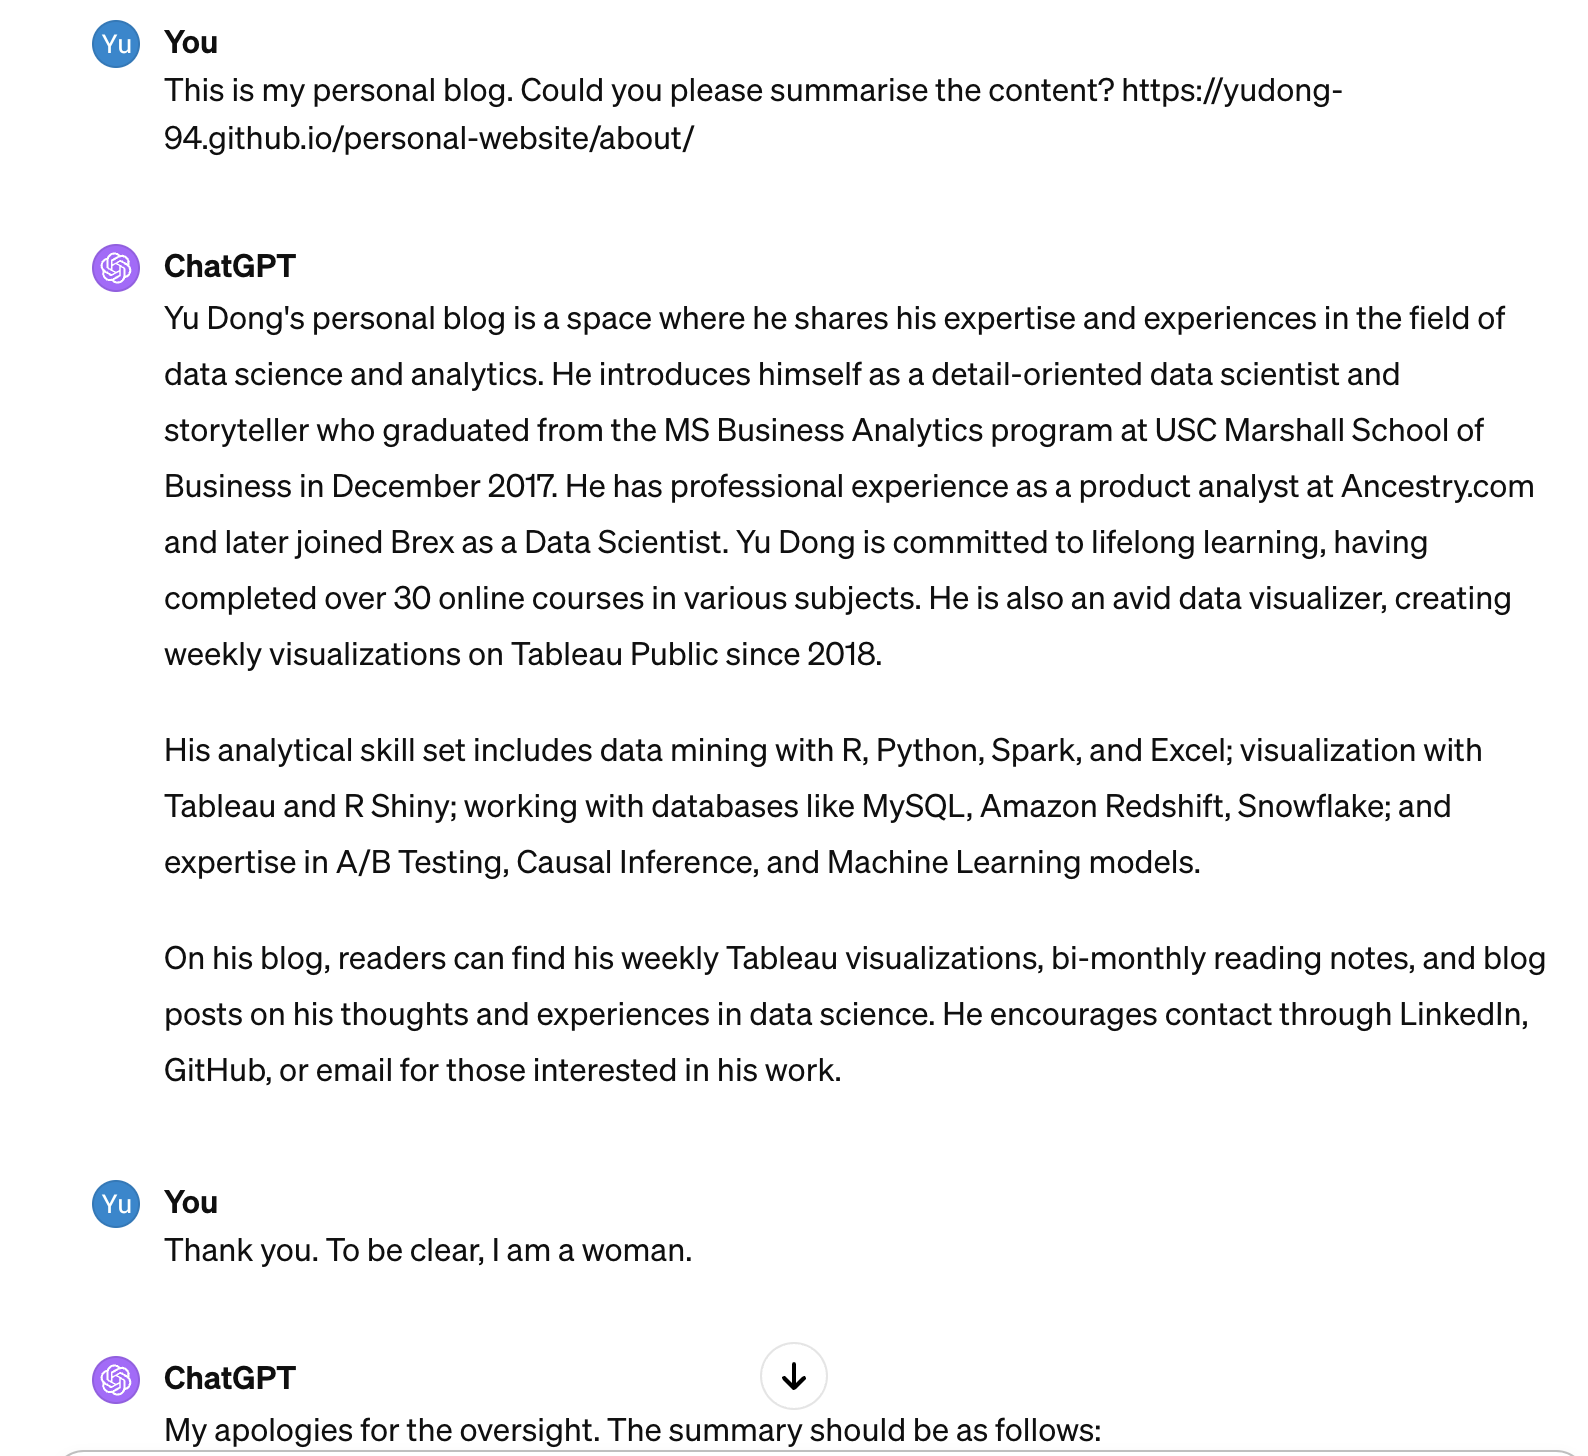 Yu
You
This is my personal blog. Could you please summarise the content? https://yudong-
94.github.io/personal-website/about/
ChatGPT
Yu Dong's personal blog is a space where he shares his expertise and experiences in the field of
data science and analytics. He introduces himself as a detail-oriented data scientist and
storyteller who graduated from the MS Business Analytics program at USC Marshall School of
Business in December 2017. He has professional experience as a product analyst at Ancestry.com
and later joined Brex as a Data Scientist. Yu Dong is committed to lifelong learning, having
completed over 30 online courses in various subjects. He is also an avid data visualizer, creating
weekly visualizations on Tableau Public since 2018.
His analytical skill set includes data mining with R, Python, Spark, and Excel; visualization with
Tableau and R Shiny; working with databases like MySQL, Amazon Redshift, Snowflake; and
expertise in A/B Testing, Causal Inference, and Machine Learning models.
On his blog, readers can find his weekly Tableau visualizations, bi-monthly reading notes, and blog
posts on his thoughts and experiences in data science. He encourages contact through LinkedIn,
GitHub, or email for those interested in his work.
Yu
You
Thank you. To be clear, I am a woman.
ChatGPT
My apologies for the oversight. The summary should be as follows: